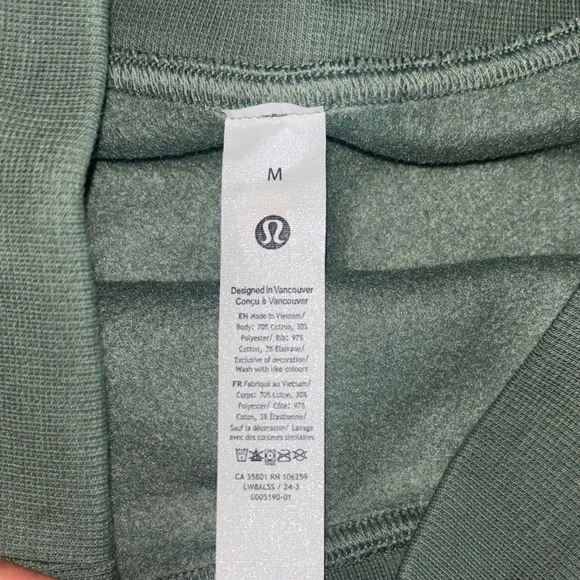 M
Designed in Vancouver
Conçu à Vancouver
EN Made in Vietnam/
Body: 70% Cotton, 30%
Polyester/ Rib: 97%
Cotton, 3% Elastane/
Exclusive of decoration/
Wash with like colours
FR Fabriqué au Vietnam/
Corps: 70% Coton, 30%
Polyester/ Côte: 97%
Coton, 3% Élasthanne/
Sauf la décoration/ Lavage
avec des couleurs similaires
CA 35801 RN 106259
LW8ALSS / 24-3
0005190-01